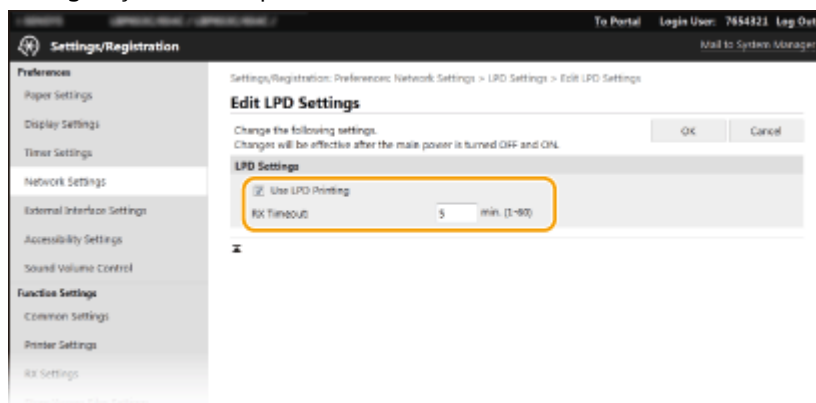 To Portal Login User: 7654321 Log Out
Settings/Registration
Mail to System Manager
Preferences
Paper Settings
Display Settings
Timer Settings
Network Settings
External Interface Settings
Accessibility Settings
Sound Volume Control
Function Settings
Common Settings
Printer Settings
RX Settings
Settings/Registration: Preferences: Network Settings > LPD Settings > Edit LPD Settings
Edit LPD Settings
Change the following settings.
Changes will be effective after the main power is turned OFF and ON.
OK Cancel
LPD Settings
Use LPD Printing
RX Timeout: 5 min. (1-60)